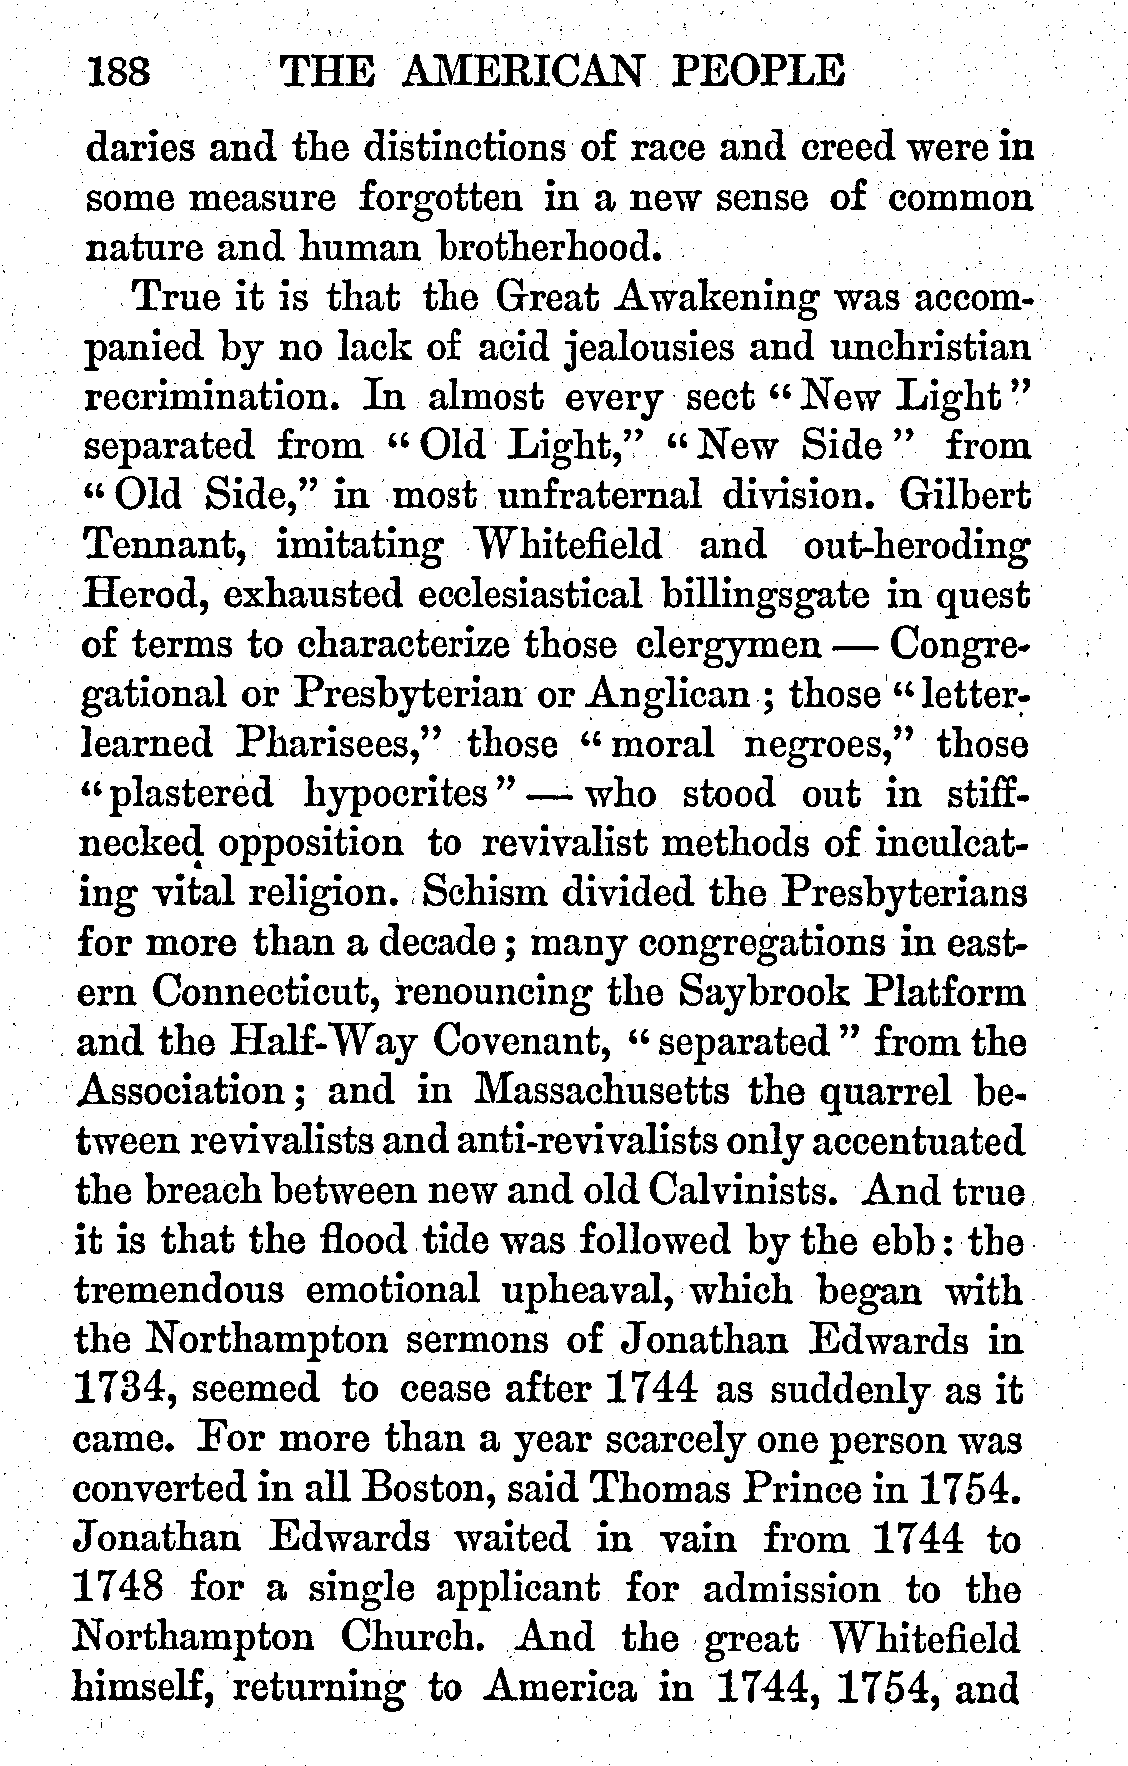 188 THE AMERICAN PEOPLE
daries and the distinctions of race and creed were in
some measure forgotten in a new sense of common
nature and human brotherhood.
True it is that the Great Awakening was accom-
panied by no lack of acid jealousies and unchristian
recrimination. In almost every sect “New Light”
separated from “Old Light,” “New Side” from
“Old Side,” in most unfraternal division. Gilbert
Tennant, imitating Whitefield and out-heroding
Herod, exhausted ecclesiastical billingsgate in quest
of terms to characterize those clergymen — Congre-
gational or Presbyterian or Anglican; those “letter-
learned Pharisees,” those “moral negroes,” those
“plastered hypocrites” — who stood out in stiff-
necked opposition to revivalist methods of inculcat-
ing vital religion. Schism divided the Presbyterians
for more than a decade; many congregations in east-
ern Connecticut, renouncing the Saybrook Platform
and the Half-Way Covenant, “separated” from the
Association; and in Massachusetts the quarrel be-
tween revivalists and anti-revivalists only accentuated
the breach between new and old Calvinists. And true
it is that the flood tide was followed by the ebb: the
tremendous emotional upheaval, which began with
the Northampton sermons of Jonathan Edwards in
1734, seemed to cease after 1744 as suddenly as it
came. For more than a year scarcely one person was
converted in all Boston, said Thomas Prince in 1754.
Jonathan Edwards waited in vain from 1744 to
1748 for a single applicant for admission to the
Northampton Church. And the great Whitefield
himself, returning to America in 1744, 1754, and